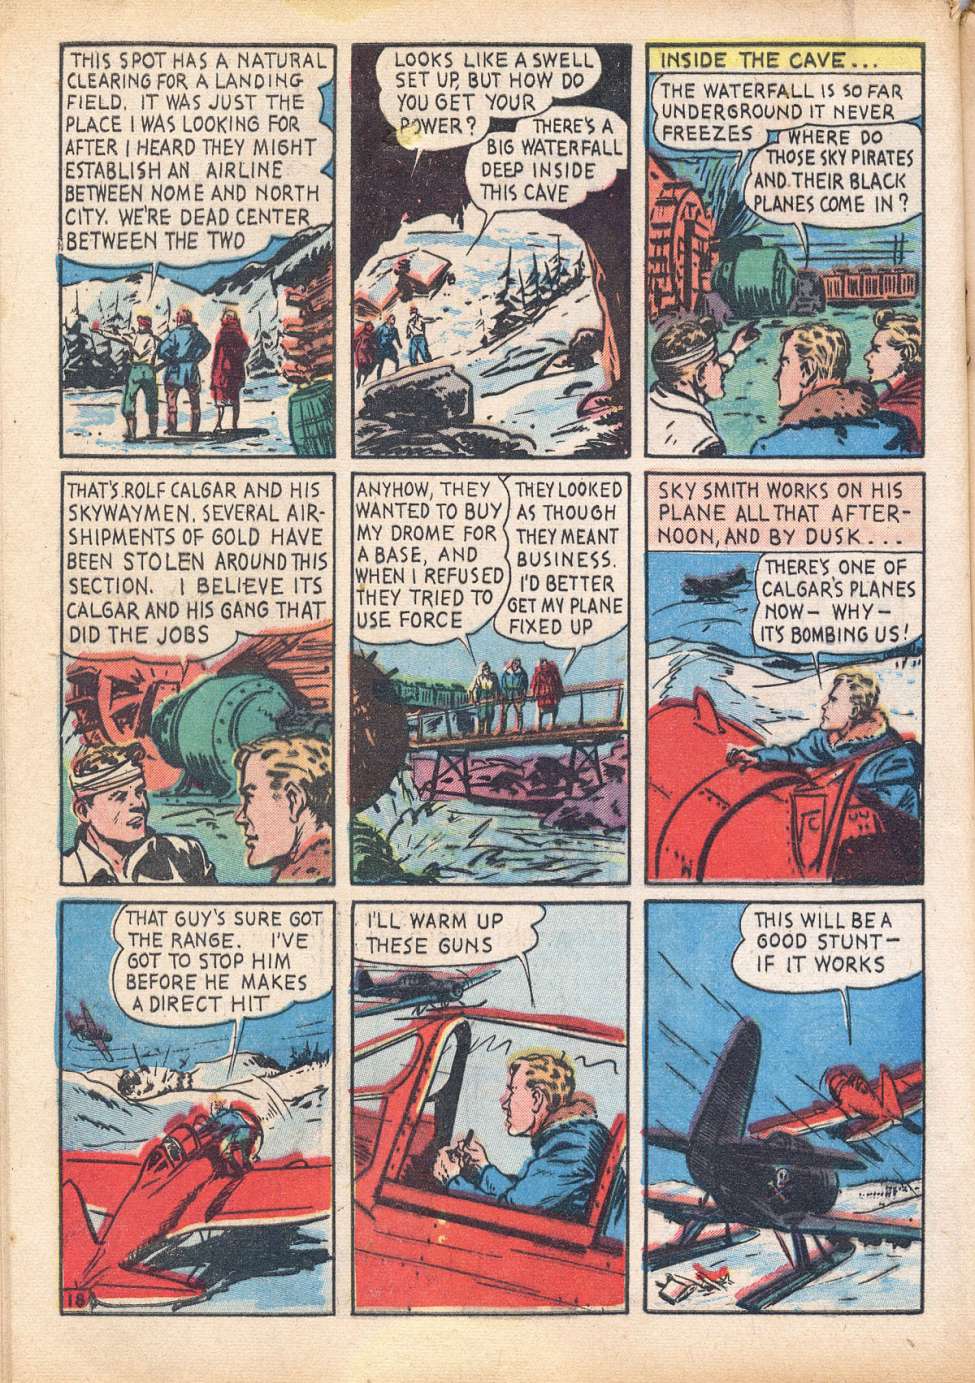 THIS SPOT HAS A NATURAL
CLEARING FOR A LANDING
FIELD. IT WAS JUST THE
PLACE I WAS LOOKING FOR
AFTER I HEARD THEY MIGHT
ESTABLISH AN AIRLINE
BETWEEN NOME AND NORTH
CITY. WE'RE DEAD CENTER
BETWEEN THE TWO
LOOKS LIKE A SWELL
SET UP, BUT HOW DO
YOU GET YOUR
POWER?
THERE'S A
BIG WATERFALL
DEEP INSIDE
THIS CAVE
INSIDE THE CAVE...
THE WATERFALL IS SO FAR
UNDERGROUND IT NEVER
FREEZES
WHERE DO
THOSE SKY PIRATES
AND THEIR BLACK
PLANES COME IN?
THAT'S ROLF CALGAR AND HIS
SKYWAYMEN. SEVERAL AIR-
SHIPMENTS OF GOLD HAVE
BEEN STOLEN AROUND THIS
SECTION. I BELIEVE ITS
CALGAR AND HIS GANG THAT
DID THE JOBS
ANYHOW, THEY
WANTED TO BUY
MY DROME FOR
A BASE, AND
WHEN I REFUSED
THEY TRIED TO
USE FORCE
THEY LOOKED
AS THOUGH
THEY MEANT
BUSINESS.
I'D BETTER
GET MY PLANE
FIXED UP
SKY SMITH WORKS ON HIS
PLANE ALL THAT AFTER-
NOON, AND BY DUSK...
THERE'S ONE OF
CALGAR'S PLANES
NOW - WHY -
IT'S BOMBING US!
THAT GUY'S SURE GOT
THE RANGE. I'VE
GOT TO STOP HIM
BEFORE HE MAKES
A DIRECT HIT
18
I'LL WARM UP
THESE GUNS
THIS WILL BE A
GOOD STUNT -
IF IT WORKS